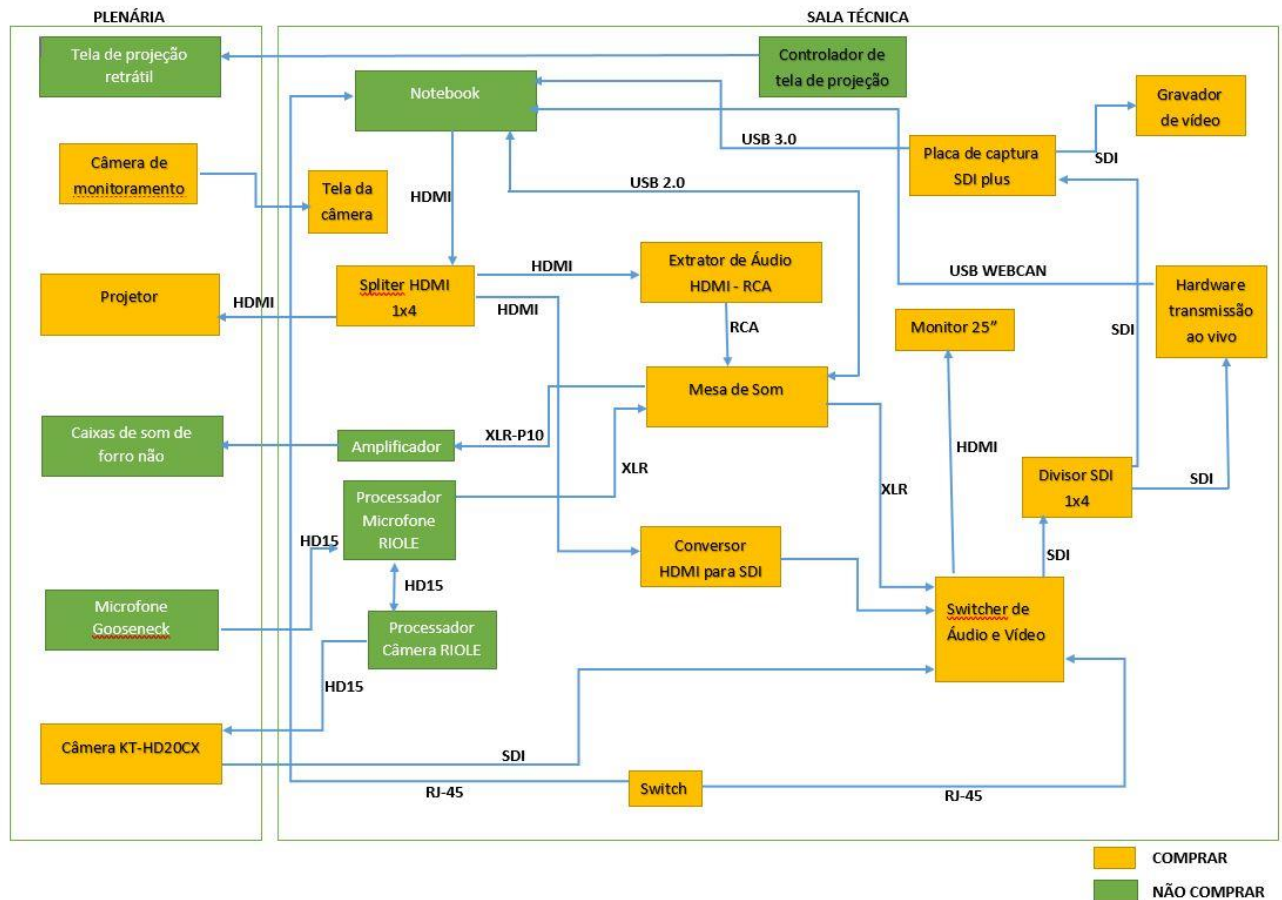 PLENÁRIA
SALA TÉCNICA
Tela de projeção
retrátil
Controlador de
tela de projeção
Notebook
Gravador
de vídeo
USB 3.0
Placa de captura
SDI plus
SDI
Câmera de
monitoramento
Tela da
câmera
HDMI
USB 2.0
Projetor
HDMI
Spliter HDMI
1x4
HDMI
HDMI
Extrator de Áudio
HDMI - RCA
RCA
USB WEBCAN
Hardware
transmissão
ao vivo
Monitor 25”
SDI
Mesa de Som
Caixas de som de
forro não
Amplificador
XLR-P10
XLR
HDMI
XLR
Divisor SDI
1x4
SDI
Processador
Microfone
RIOLE
HD15
Conversor
HDMI para SDI
SDI
HD15
Microfone
Gooseneck
Processador
Câmera RIOLE
Switcher de
Áudio e Vídeo
HD15
Câmera KT-HD20CX
SDI
RJ-45
Switch
RJ-45
COMPRAR
NÃO COMPRAR